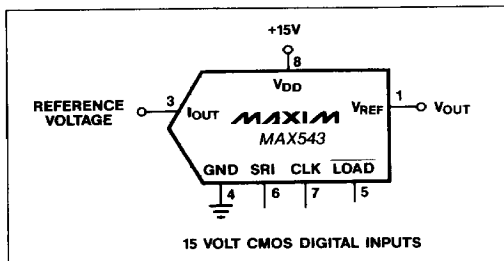 +15V
8
VDD
REFERENCE VOLTAGE
3
IOUT
MAXIM
MAX543
VREF
1
VOUT
GND SRI CLK LOAD
4 6 7 5
15 VOLT CMOS DIGITAL INPUTS